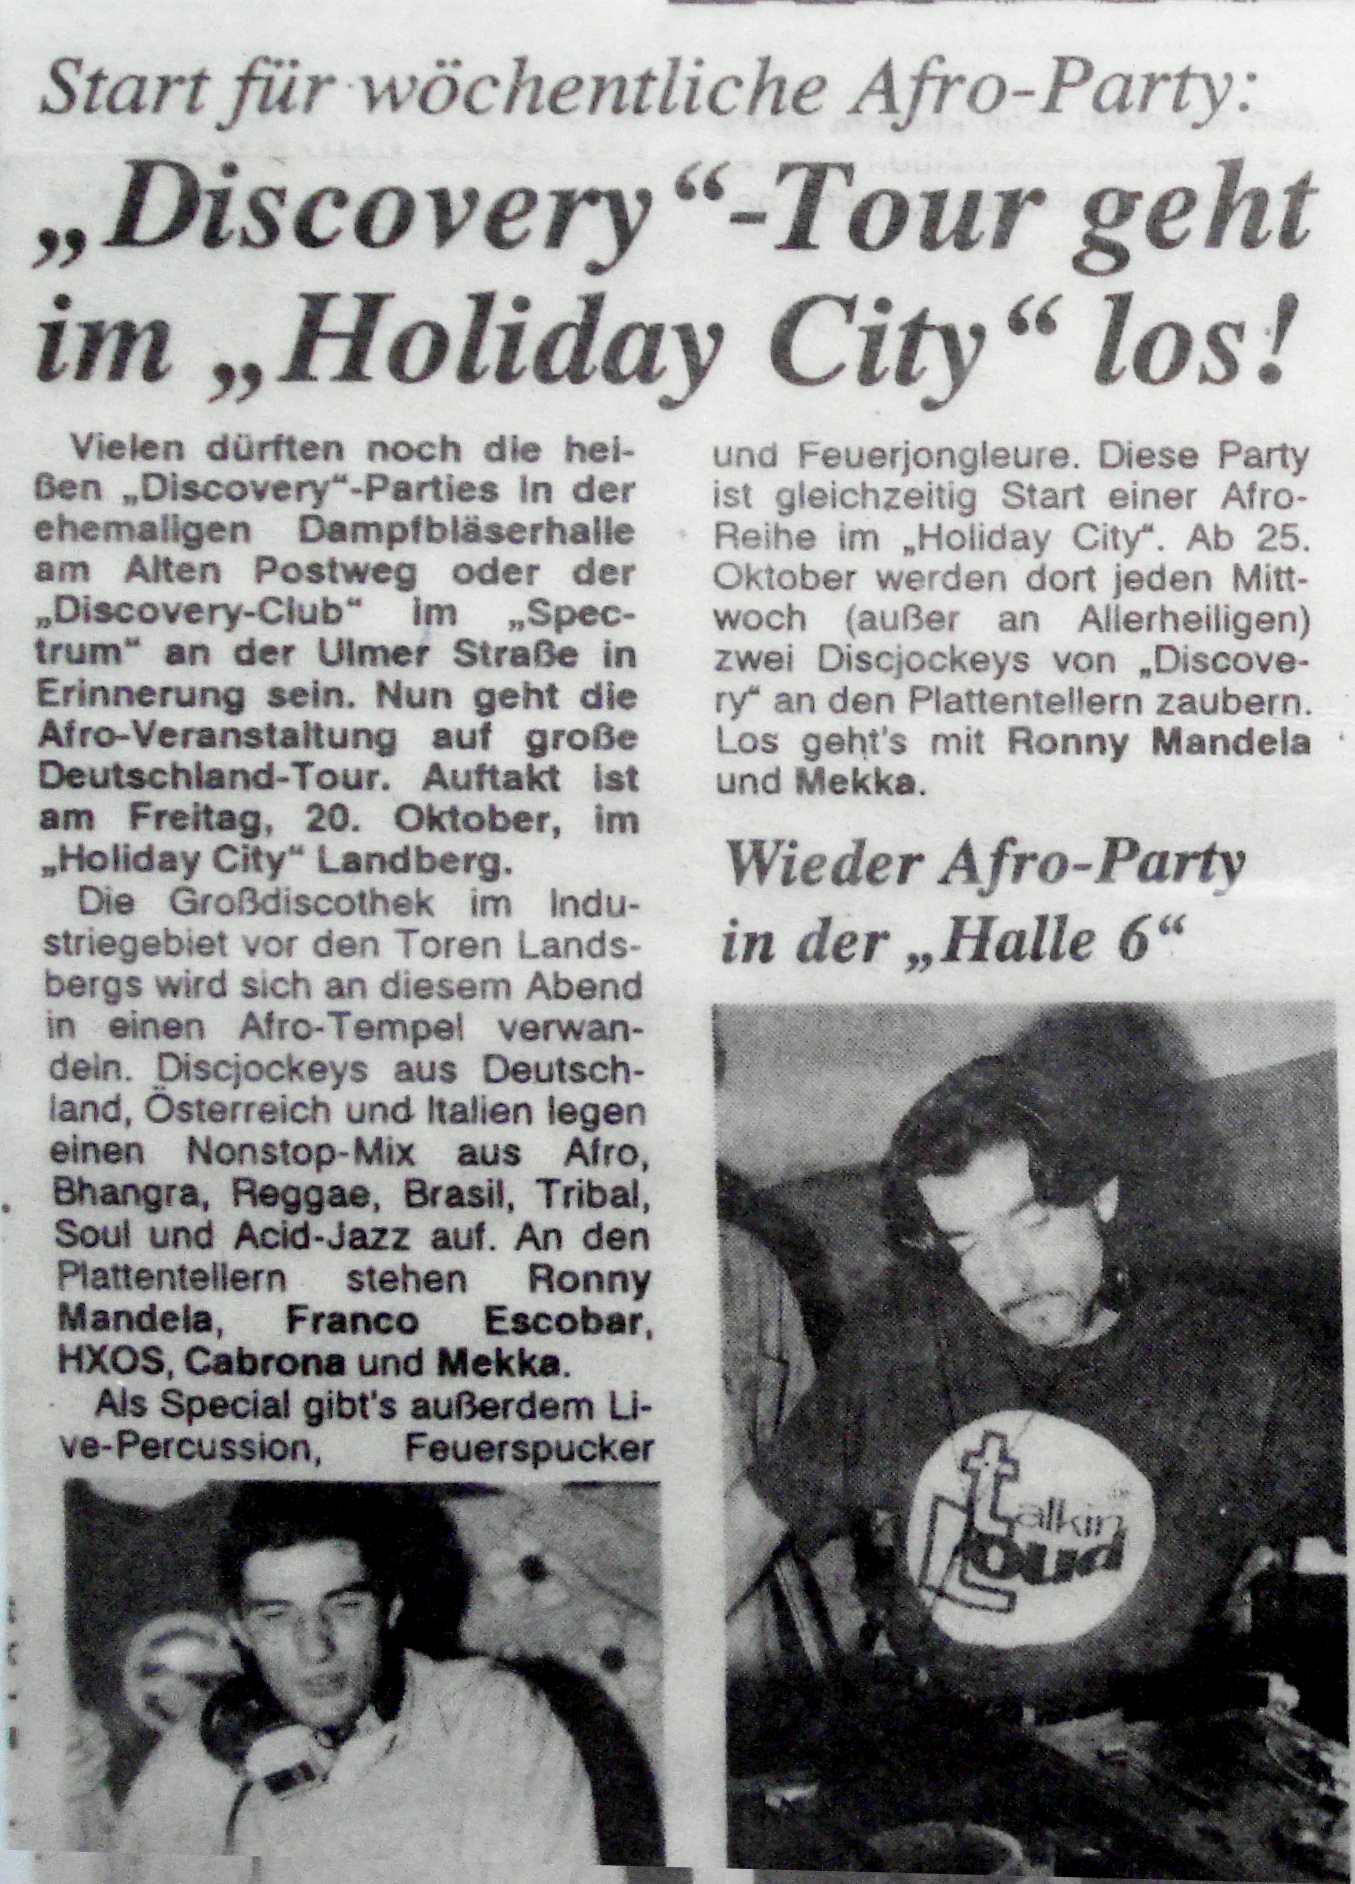 Start für wöchentliche Afro-Party:
„Discovery“-Tour geht
im „Holiday City“ los!
Vielen dürften noch die hei-
ßen „Discovery“-Parties in der
ehemaligen Dampfbläserhalle
am Alten Postweg oder der
„Discovery-Club“ im „Spec-
trum“ an der Ulmer Straße in
Erinnerung sein. Nun geht die
Afro-Veranstaltung auf große
Deutschland-Tour. Auftakt ist
am Freitag, 20. Oktober, im
„Holiday City“ Landberg.
Die Großdiscothek im Indu-
striegebiet vor den Toren Lands-
bergs wird sich an diesem Abend
in einen Afro-Tempel verwan-
deln. Discjockeys aus Deutsch-
land, Österreich und Italien legen
einen Nonstop-Mix aus Afro,
Bhangra, Reggae, Brasil, Tribal,
Soul und Acid-Jazz auf. An den
Plattentellern stehen Ronny
Mandela, Franco Escobar,
HXOS, Cabrona und Mekka.
Als Special gibt's außerdem Li-
ve-Percussion, Feuerspucker
und Feuerjongleure. Diese Party
ist gleichzeitig Start einer Afro-
Reihe im „Holiday City“. Ab 25.
Oktober werden dort jeden Mitt-
woch (außer an Allerheiligen)
zwei Discjockeys von „Discove-
ry“ an den Plattentellern zaubern.
Los geht's mit Ronny Mandela
und Mekka.
Wieder Afro-Party
in der „Halle 6“
talkin
Loud